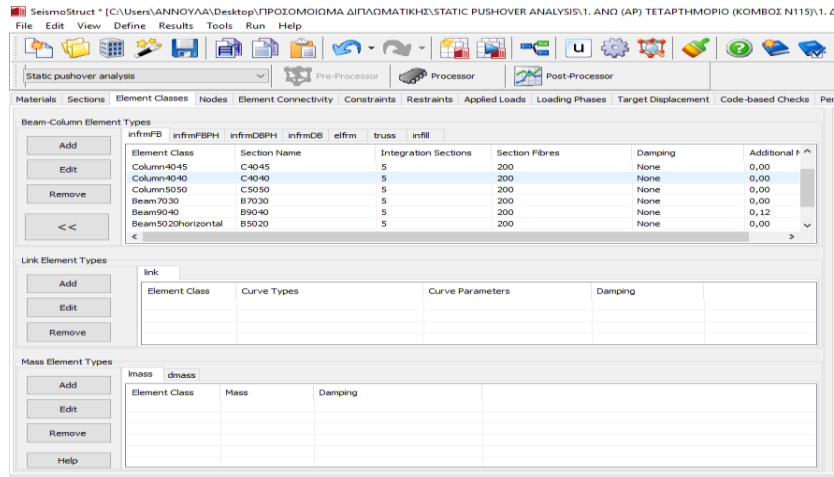 SeismoStruct * [C:\Users\ΑΝΝΟΥΛΑ\Desktop\ΠΡΟΣΟΜΟΙΩΜΑ ΔΙΠΛΩΜΑΤΙΚΗΣ\STATIC PUSHOVER ANALYSIS\1. ΑΝΩ (ΑΡ) ΤΕΤΑΡΤΗΜΟΡΙΟ (ΚΟΜΒΟΣ N115)\1. Δ
File Edit View Define Results Tools Run Help
u
Static pushover analysis Pre-Processor Processor Post-Processor
Materials Sections Element Classes Nodes Element Connectivity Constraints Restraints Applied Loads Loading Phases Target Displacement Code-based Checks Per
Beam-Column Element Types
Add Edit Remove <<
infrmFB infrmFBPH infrmDBPH infrmDB elfrm truss infill
Element Class Section Name Integration Sections Section Fibres Damping Additional
Column4045 C4045 5 200 None 0,00
Column4040 C4040 5 200 None 0,00
Column5050 C5050 5 200 None 0,00
Beam7030 B7030 5 200 None 0,00
Beam9040 B9040 5 200 None 0,12
Beam5020horizontal B5020 5 200 None 0,00
Link Element Types
Add Edit Remove
link
Element Class Curve Types Curve Parameters Damping
Mass Element Types
Add Edit Remove Help
lmass dmass
Element Class Mass Damping